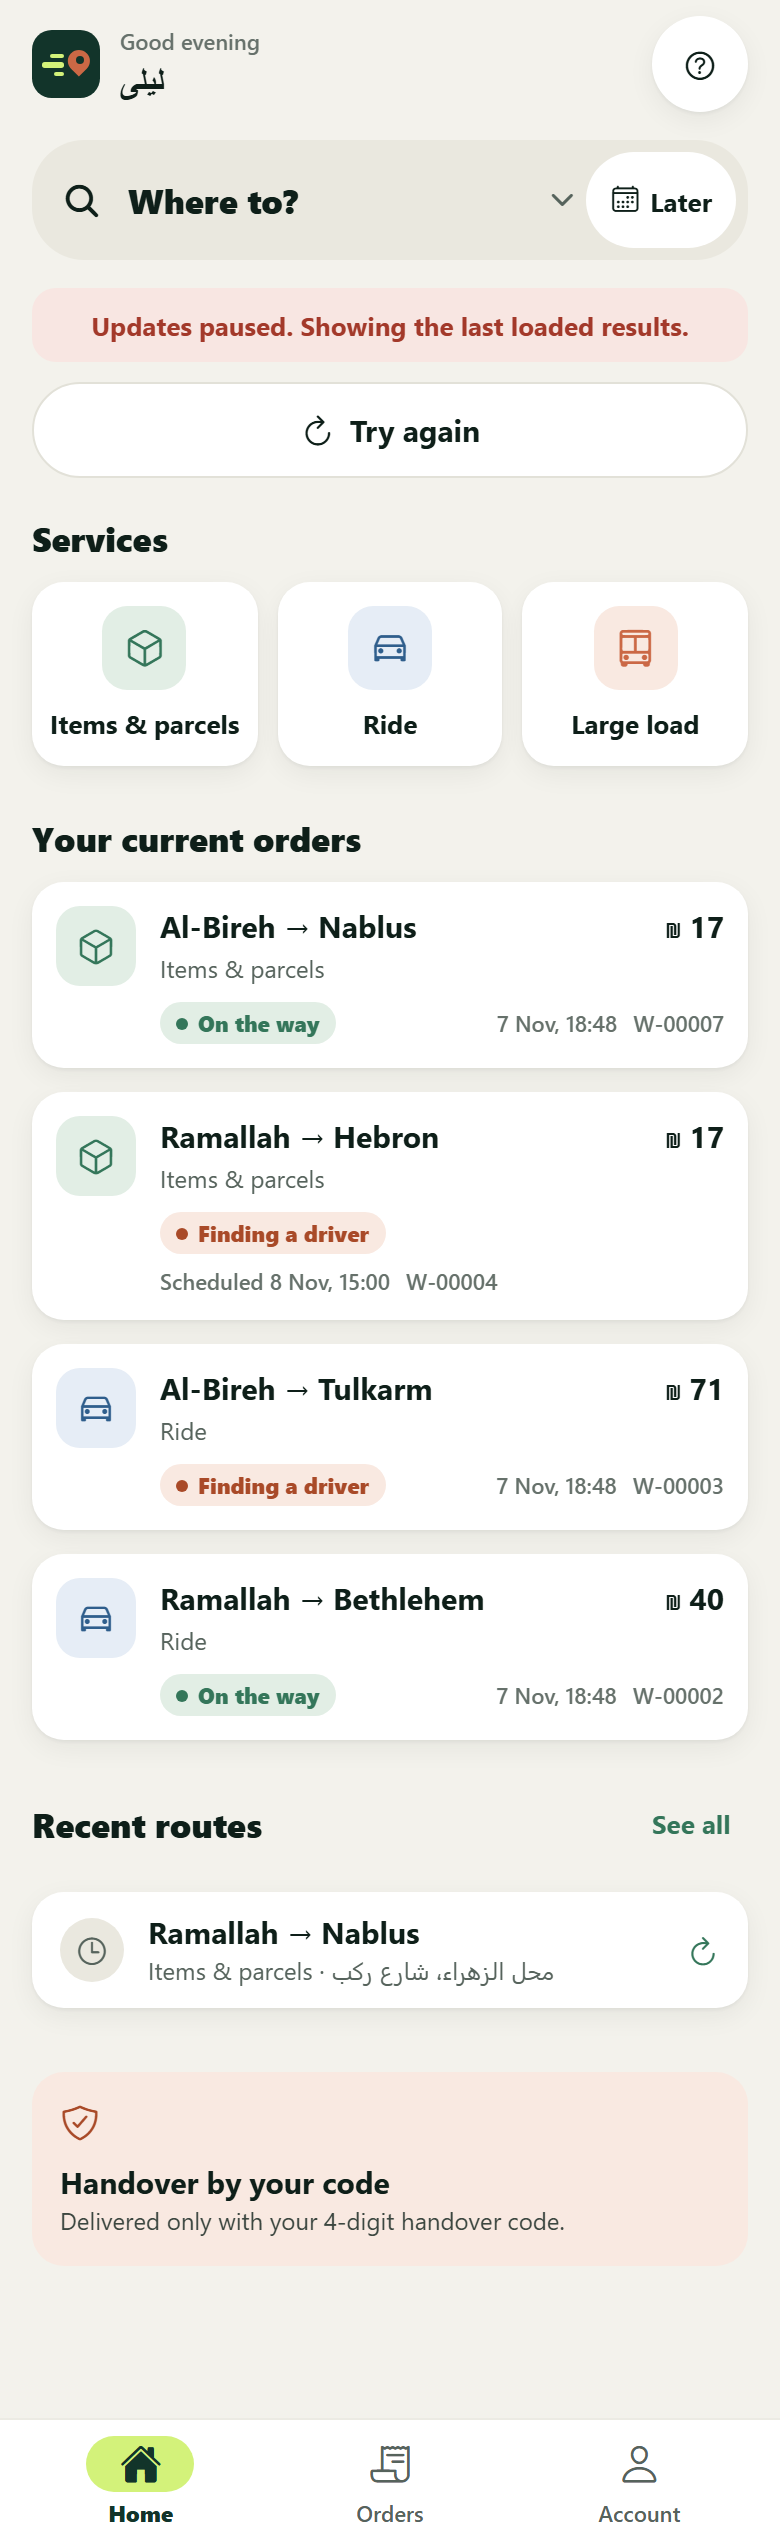 Good evening
ليلى
Where to?
Later
Updates paused. Showing the last loaded results.
Try again
Services
Items & parcels
Ride
Large load
Your current orders
Al-Bireh → Nablus
₪ 17
Items & parcels
On the way
7 Nov, 18:48 W-00007
Ramallah → Hebron
₪ 17
Items & parcels
Finding a driver
Scheduled 8 Nov, 15:00 W-00004
Al-Bireh → Tulkarm
₪ 71
Ride
Finding a driver
7 Nov, 18:48 W-00003
Ramallah → Bethlehem
₪ 40
Ride
On the way
7 Nov, 18:48 W-00002
Recent routes
See all
Ramallah → Nablus
Items & parcels · محل الزهراء، شارع ركب
Handover by your code
Delivered only with your 4-digit handover code.
Home
Orders
Account